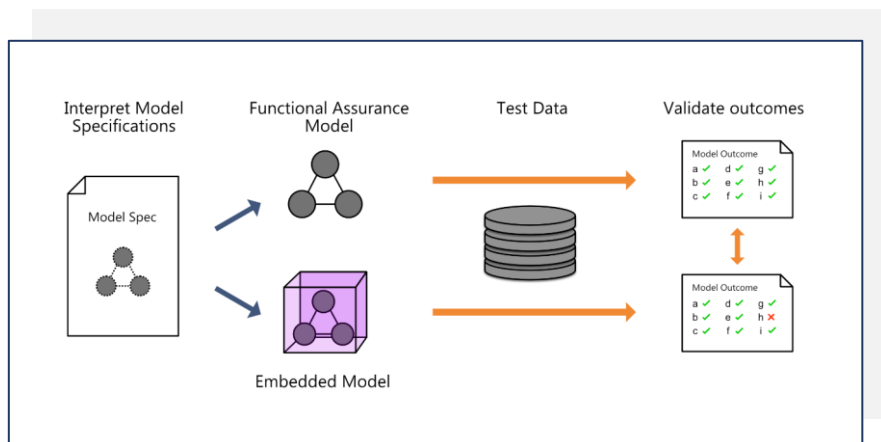 Interpret Model
Specifications
Functional Assurance
Model
Test Data
Validate outcomes
Model Spec
Embedded Model
Model Outcome
a ✓ d ✓ g ✓
b ✓ e ✓ h ✓
c ✓ f ✓ i ✓
Model Outcome
a ✓ d ✓ g ✓
b ✓ e ✓ h ✗
c ✓ f ✓ i ✓